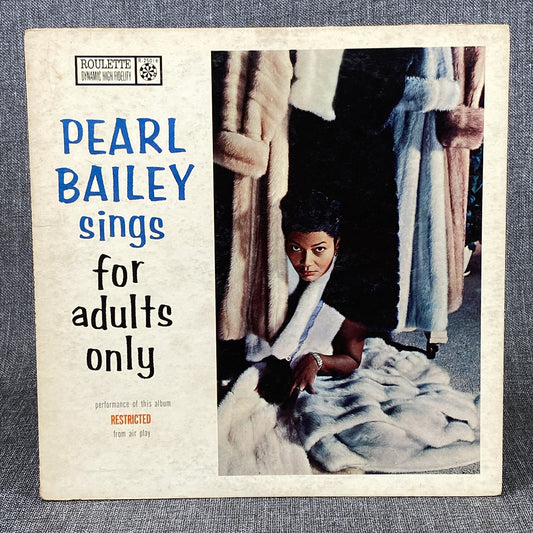 ROULETTE
DYNAMIC HIGH FIDELITY
PEARL
BAILEY
sings
for
adults
only
performance of this album
RESTRICTED
from air play